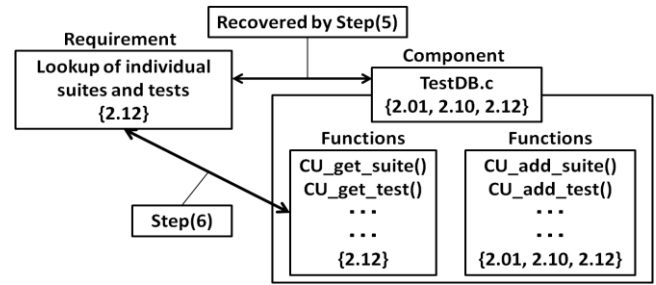 Recovered by Step(5)
Requirement
Lookup of individual
suites and tests
{2.12}
Component
TestDB.c
{2.01, 2.10, 2.12}
Step(6)
Functions
CU_get_suite()
CU_get_test()
...
...
{2.12}
Functions
CU_add_suite()
CU_add_test()
...
...
{2.01, 2.10, 2.12}